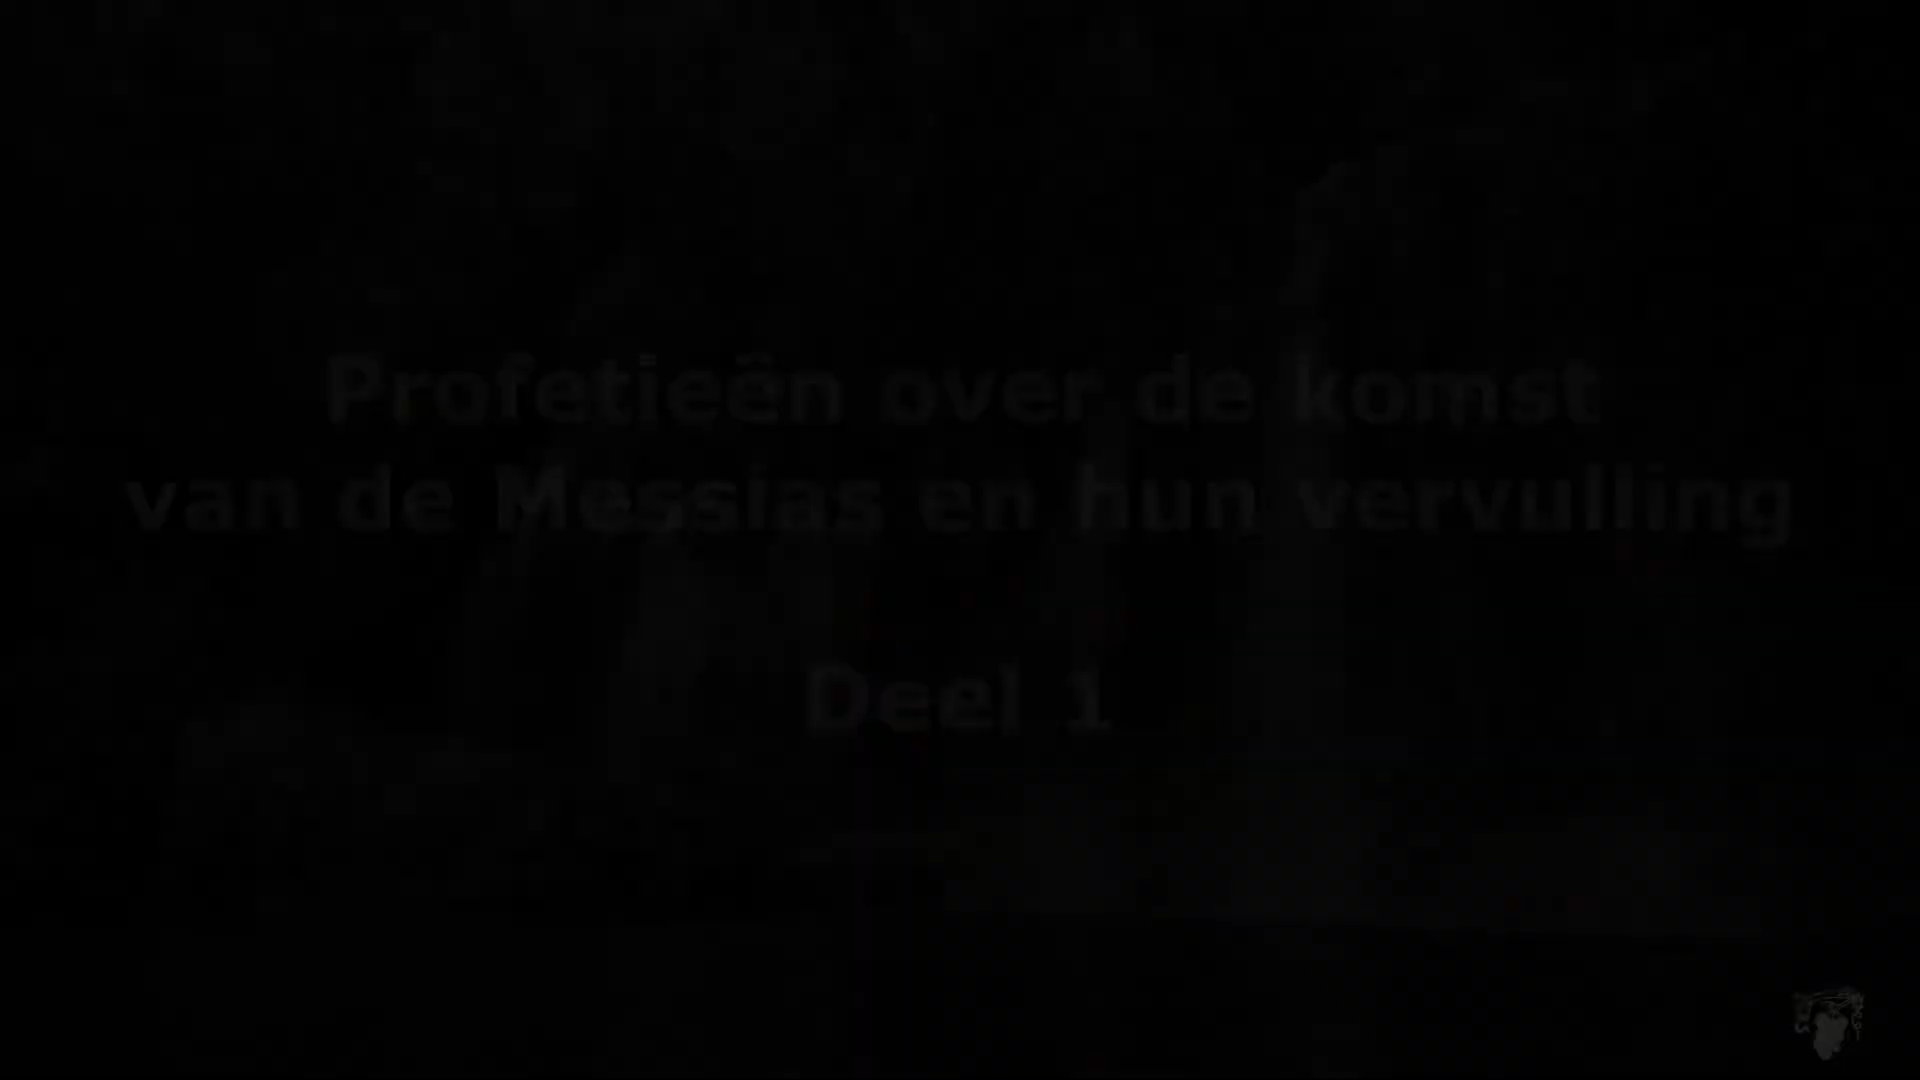 Profetieën over de komst
van de Messias en hun vervulling
Deel 1